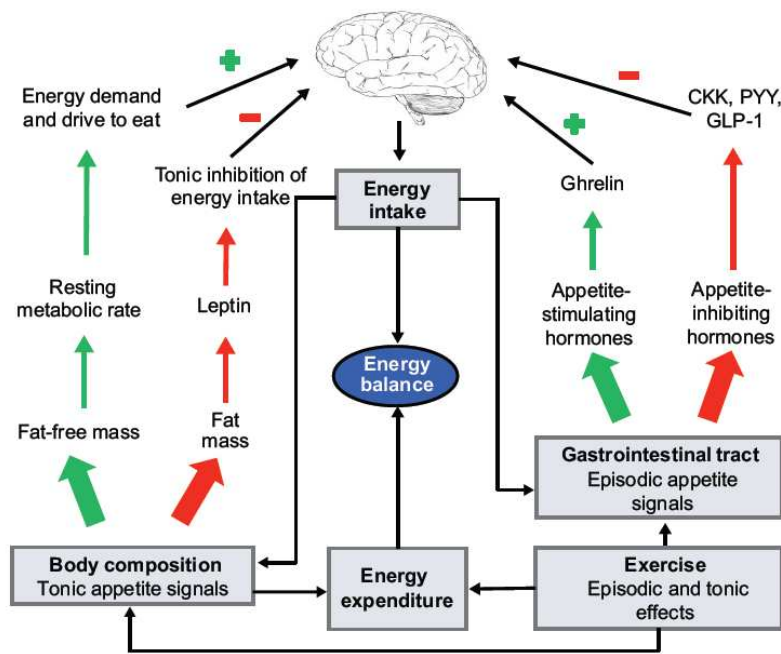 Energy demand
and drive to eat
Tonic inhibition of
energy intake
CKK, PYY,
GLP-1
Ghrelin
Energy
intake
Resting
metabolic rate
Leptin
Appetite-
stimulating
hormones
Appetite-
inhibiting
hormones
Energy
balance
Fat-free mass
Fat
mass
Gastrointestinal tract
Episodic appetite
signals
Body composition
Tonic appetite signals
Energy
expenditure
Exercise
Episodic and tonic
effects